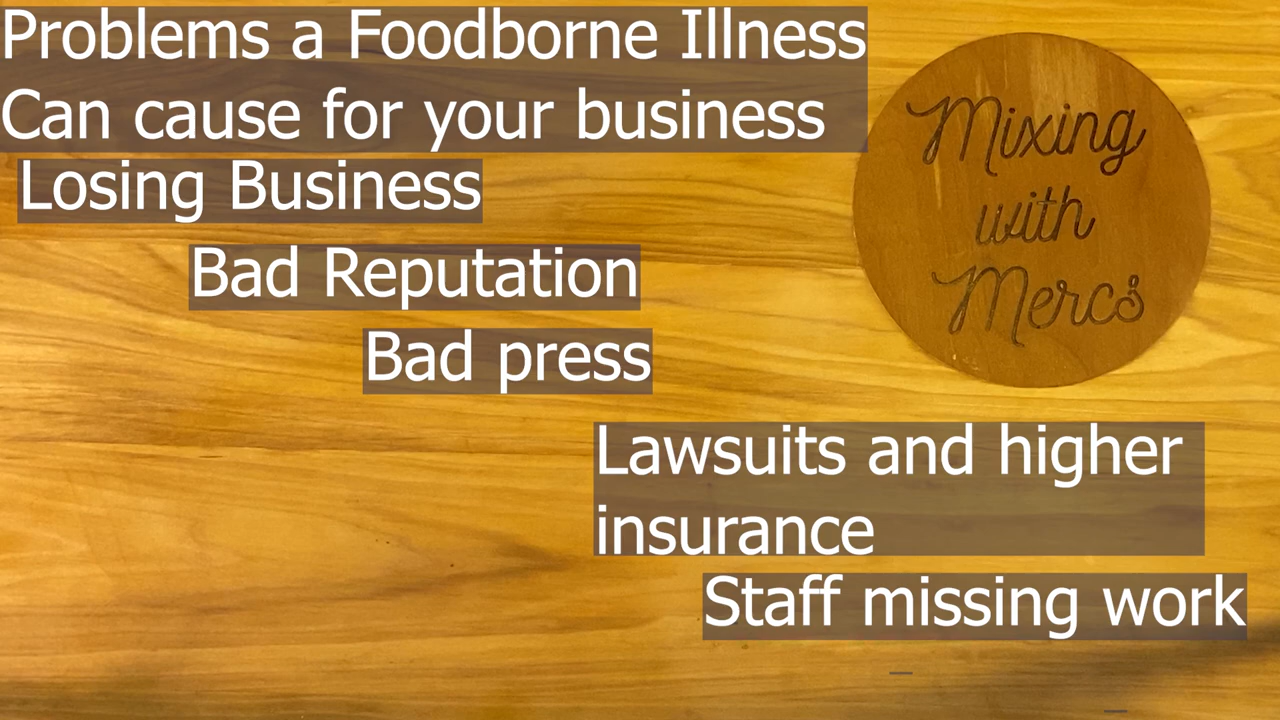 Problems a Foodborne Illness
Can cause for your business
Losing Business
Bad Reputation
Bad press
Lawsuits and higher
insurance
Staff missing work
Mixing
with
Mercs